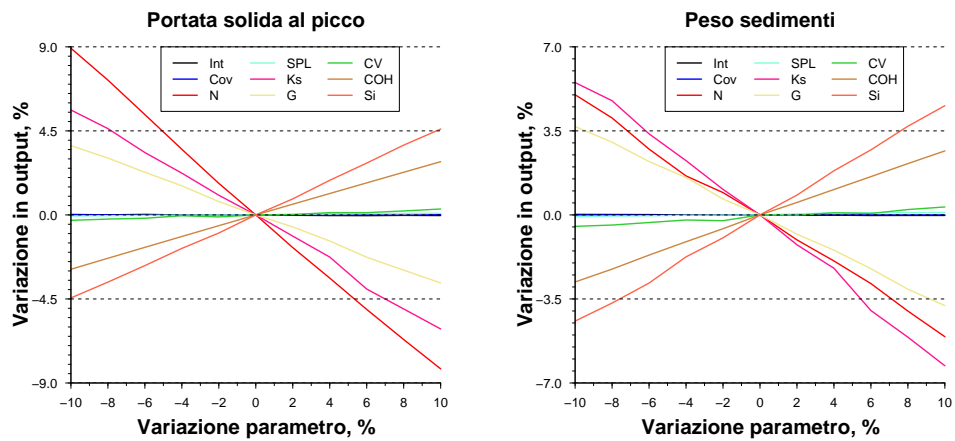 Portata solida al picco
9.0
4.5
0.0
−4.5
−9.0
Variazione in output, %
Int SPL CV
Cov Ks COH
N G Si
−10 −8 −6 −4 −2 0 2 4 6 8 10
Variazione parametro, %
Peso sedimenti
7.0
3.5
0.0
−3.5
−7.0
Variazione in output, %
Int SPL CV
Cov Ks COH
N G Si
−10 −8 −6 −4 −2 0 2 4 6 8 10
Variazione parametro, %